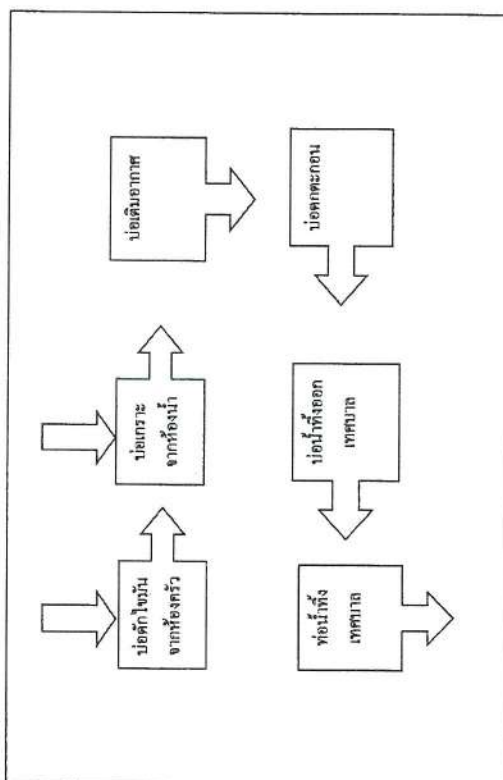 บ่อดักไขมัน
จากห้องครัว
บ่อเกราะ
จากห้องน้ำ
บ่อเติมอากาศ
บ่อตกตะกอน
บ่อน้ำทิ้งออก
เทศบาล
ท่อน้ำทิ้ง
เทศบาล